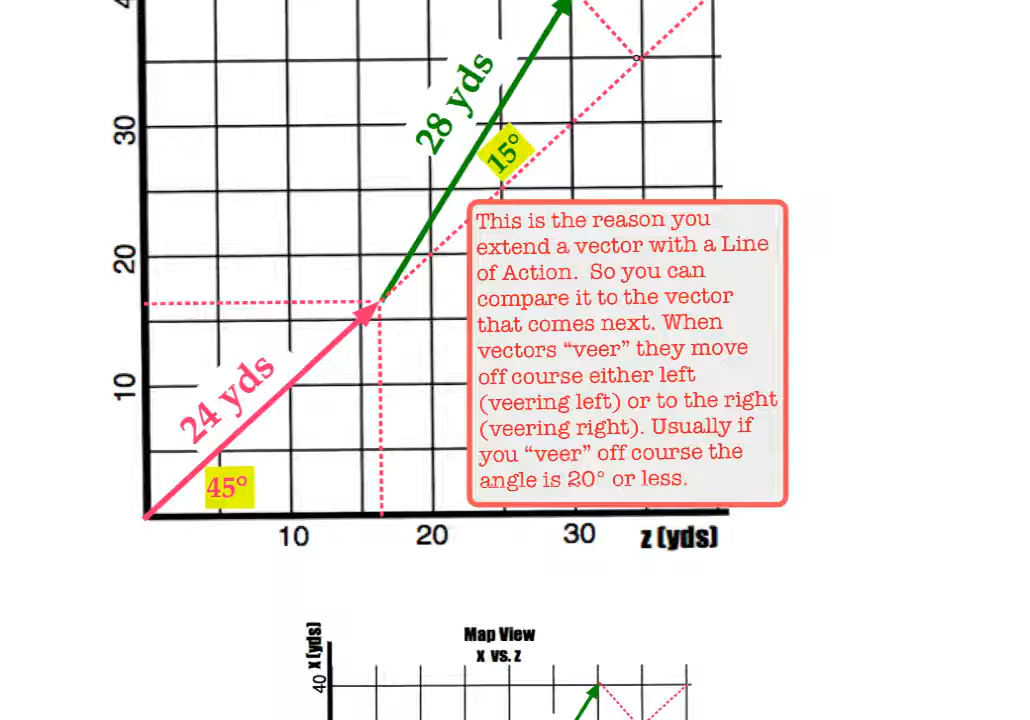 28 yds
30
15°
This is the reason you
extend a vector with a Line
of Action. So you can
compare it to the vector
that comes next. When
vectors “veer” they move
off course either left
(veering left) or to the right
(veering right). Usually if
you “veer” off course the
angle is 20° or less.
20
10
24 yds
45°
10
20
30
z (yds)
Map View
x vs. z
x (yds)
40